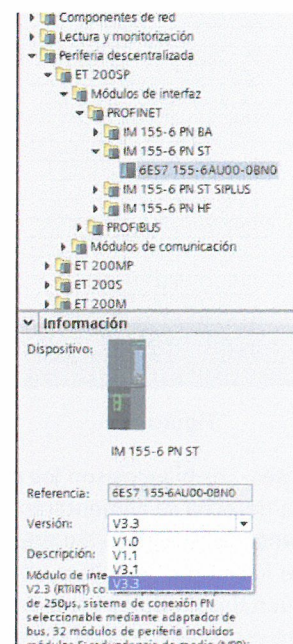 Componentes de red
Lectura y monitorización
Periferia descentralizada
ET 200SP
Módulos de interfaz
PROFINET
IM 155-6 PN BA
IM 155-6 PN ST
6ES7 155-6AU00-0BN0
IM 155-6 PN ST SIPLUS
IM 155-6 PN HF
PROFIBUS
Módulos de comunicación
ET 200MP
ET 200S
ET 200M
Información
Dispositivo:
IM 155-6 PN ST
Referencia: 6ES7 155-6AU00-0BN0
Versión: V3.3
V1.0
V1.1
V3.1
V3.3
Descripción:
Módulo de inte
V2.3 (RT/IRT) co
de 250µs, sistema de conexión PN
seleccionable mediante adaptador de
bus, 32 módulos de periferia incluidos